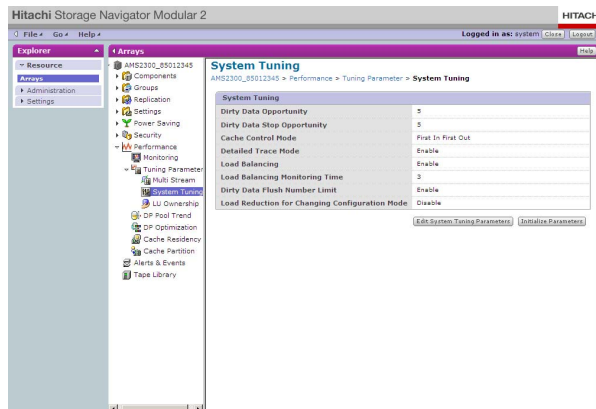 Hitachi Storage Navigator Modular 2
HITACH
File Go Help
Logged in as: system Close Logout
Explorer
Arrays
Help
Resource
Arrays
Administration
Settings
AMS2300_85012345
Components
Groups
Replication
Settings
Power Saving
Security
Performance
Monitoring
Tuning Parameter
Multi Stream
System Tuning
LU Ownership
DP Pool Trend
DP Optimization
Cache Residency
Cache Partition
Alerts & Events
Tape Library
System Tuning
AMS2300_85012345 > Performance > Tuning Parameter > System Tuning
System Tuning
Dirty Data Opportunity 5
Dirty Data Stop Opportunity 5
Cache Control Mode First In First Out
Detailed Trace Mode Enable
Load Balancing Enable
Load Balancing Monitoring Time 3
Dirty Data Flush Number Limit Enable
Load Reduction for Changing Configuration Mode Disable
Edit System Tuning Parameters Initialize Parameters